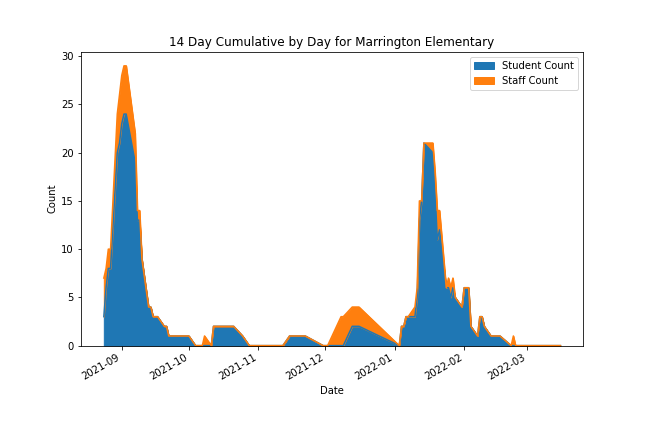 14 Day Cumulative by Day for Marrington Elementary
Student Count
Staff Count
30
25
20
15
10
5
0
Count
2021-09
2021-10
2021-11
2021-12
2022-01
2022-02
2022-03
Date